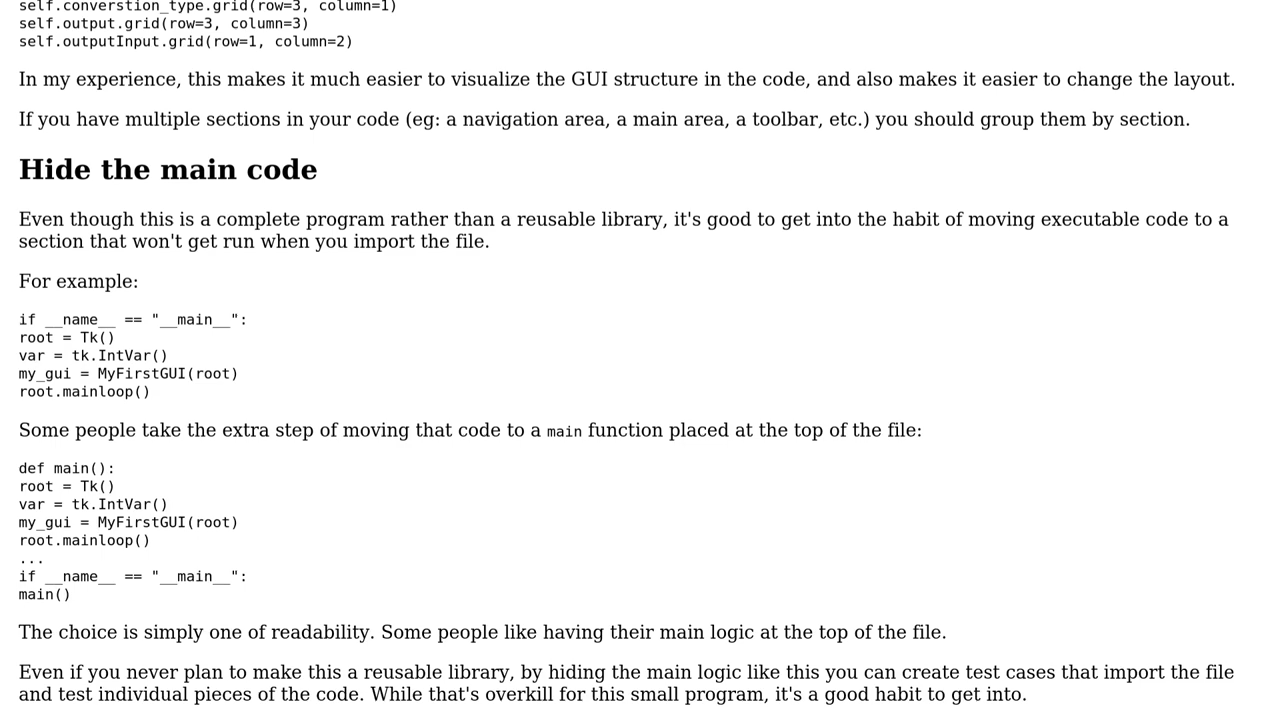 self.converstion_type.grid(row=3, column=1)
self.output.grid(row=3, column=3)
self.outputInput.grid(row=1, column=2)
In my experience, this makes it much easier to visualize the GUI structure in the code, and also makes it easier to change the layout.
If you have multiple sections in your code (eg: a navigation area, a main area, a toolbar, etc.) you should group them by section.
Hide the main code
Even though this is a complete program rather than a reusable library, it's good to get into the habit of moving executable code to a
section that won't get run when you import the file.
For example:
if __name__ == "__main__":
root = Tk()
var = tk.IntVar()
my_gui = MyFirstGUI(root)
root.mainloop()
Some people take the extra step of moving that code to a main function placed at the top of the file:
def main():
root = Tk()
var = tk.IntVar()
my_gui = MyFirstGUI(root)
root.mainloop()
...
if __name__ == "__main__":
main()
The choice is simply one of readability. Some people like having their main logic at the top of the file.
Even if you never plan to make this a reusable library, by hiding the main logic like this you can create test cases that import the file
and test individual pieces of the code. While that's overkill for this small program, it's a good habit to get into.